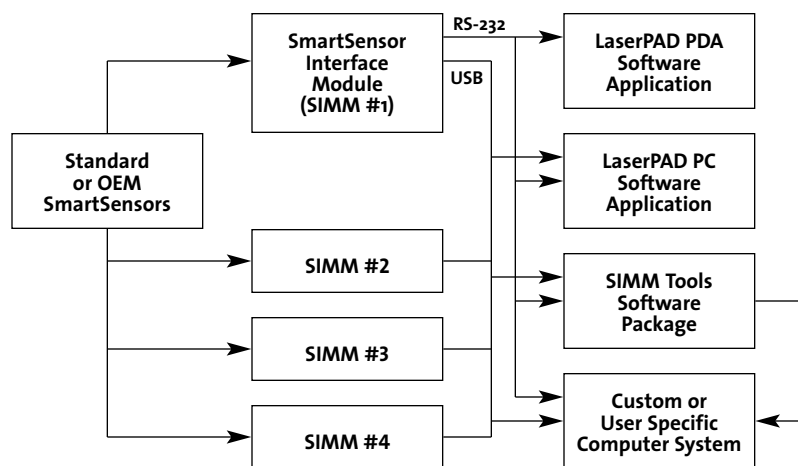 RS-232
SmartSensor
Interface
Module
(SIMM #1)
USB
LaserPAD PDA
Software
Application
Standard
or OEM
SmartSensors
LaserPAD PC
Software
Application
SIMM #2
SIMM Tools
Software
Package
SIMM #3
Custom or
User Specific
Computer System
SIMM #4